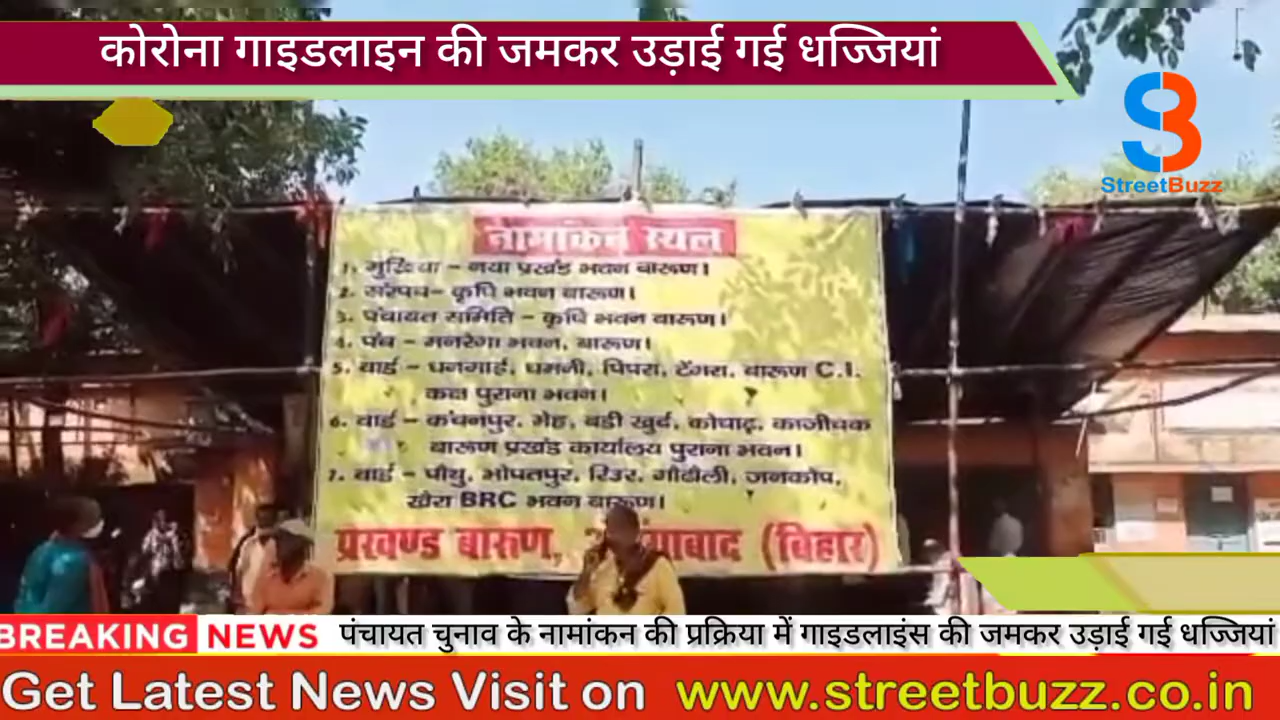 कोरोना गाइडलाइन की जमकर उड़ाई गई धज्जियां
StreetBuzz
नामांकन स्थल
1. मुखिया – नया प्रखंड भवन बारूण।
2. सरपंच– कृषि भवन बारूण।
3. पंचायत समिति – कृषि भवन बारूण।
4. पंच – मनरेगा भवन, बारूण।
5. वार्ड – धनगाई, धमनी, पिपरा, टेंगरा, बारूण C.I.
कक्ष पुराना भवन।
6. वार्ड – कंचनपुर, मेह, बडी खुर्द, कोचाढ़, काजीचक
बारूण प्रखंड कार्यालय पुराना भवन।
7. वार्ड – पौथु, भोपतपुर, रिउर, गोढौली, जनकोप,
खैरा BRC भवन बारूण।
प्रखण्ड बारूण, (बिहार)
BREAKING NEWS पंचायत चुनाव के नामांकन की प्रक्रिया में गाइडलाइंस की जमकर उड़ाई गई धज्जियां
Get Latest News Visit on www.streetbuzz.co.in